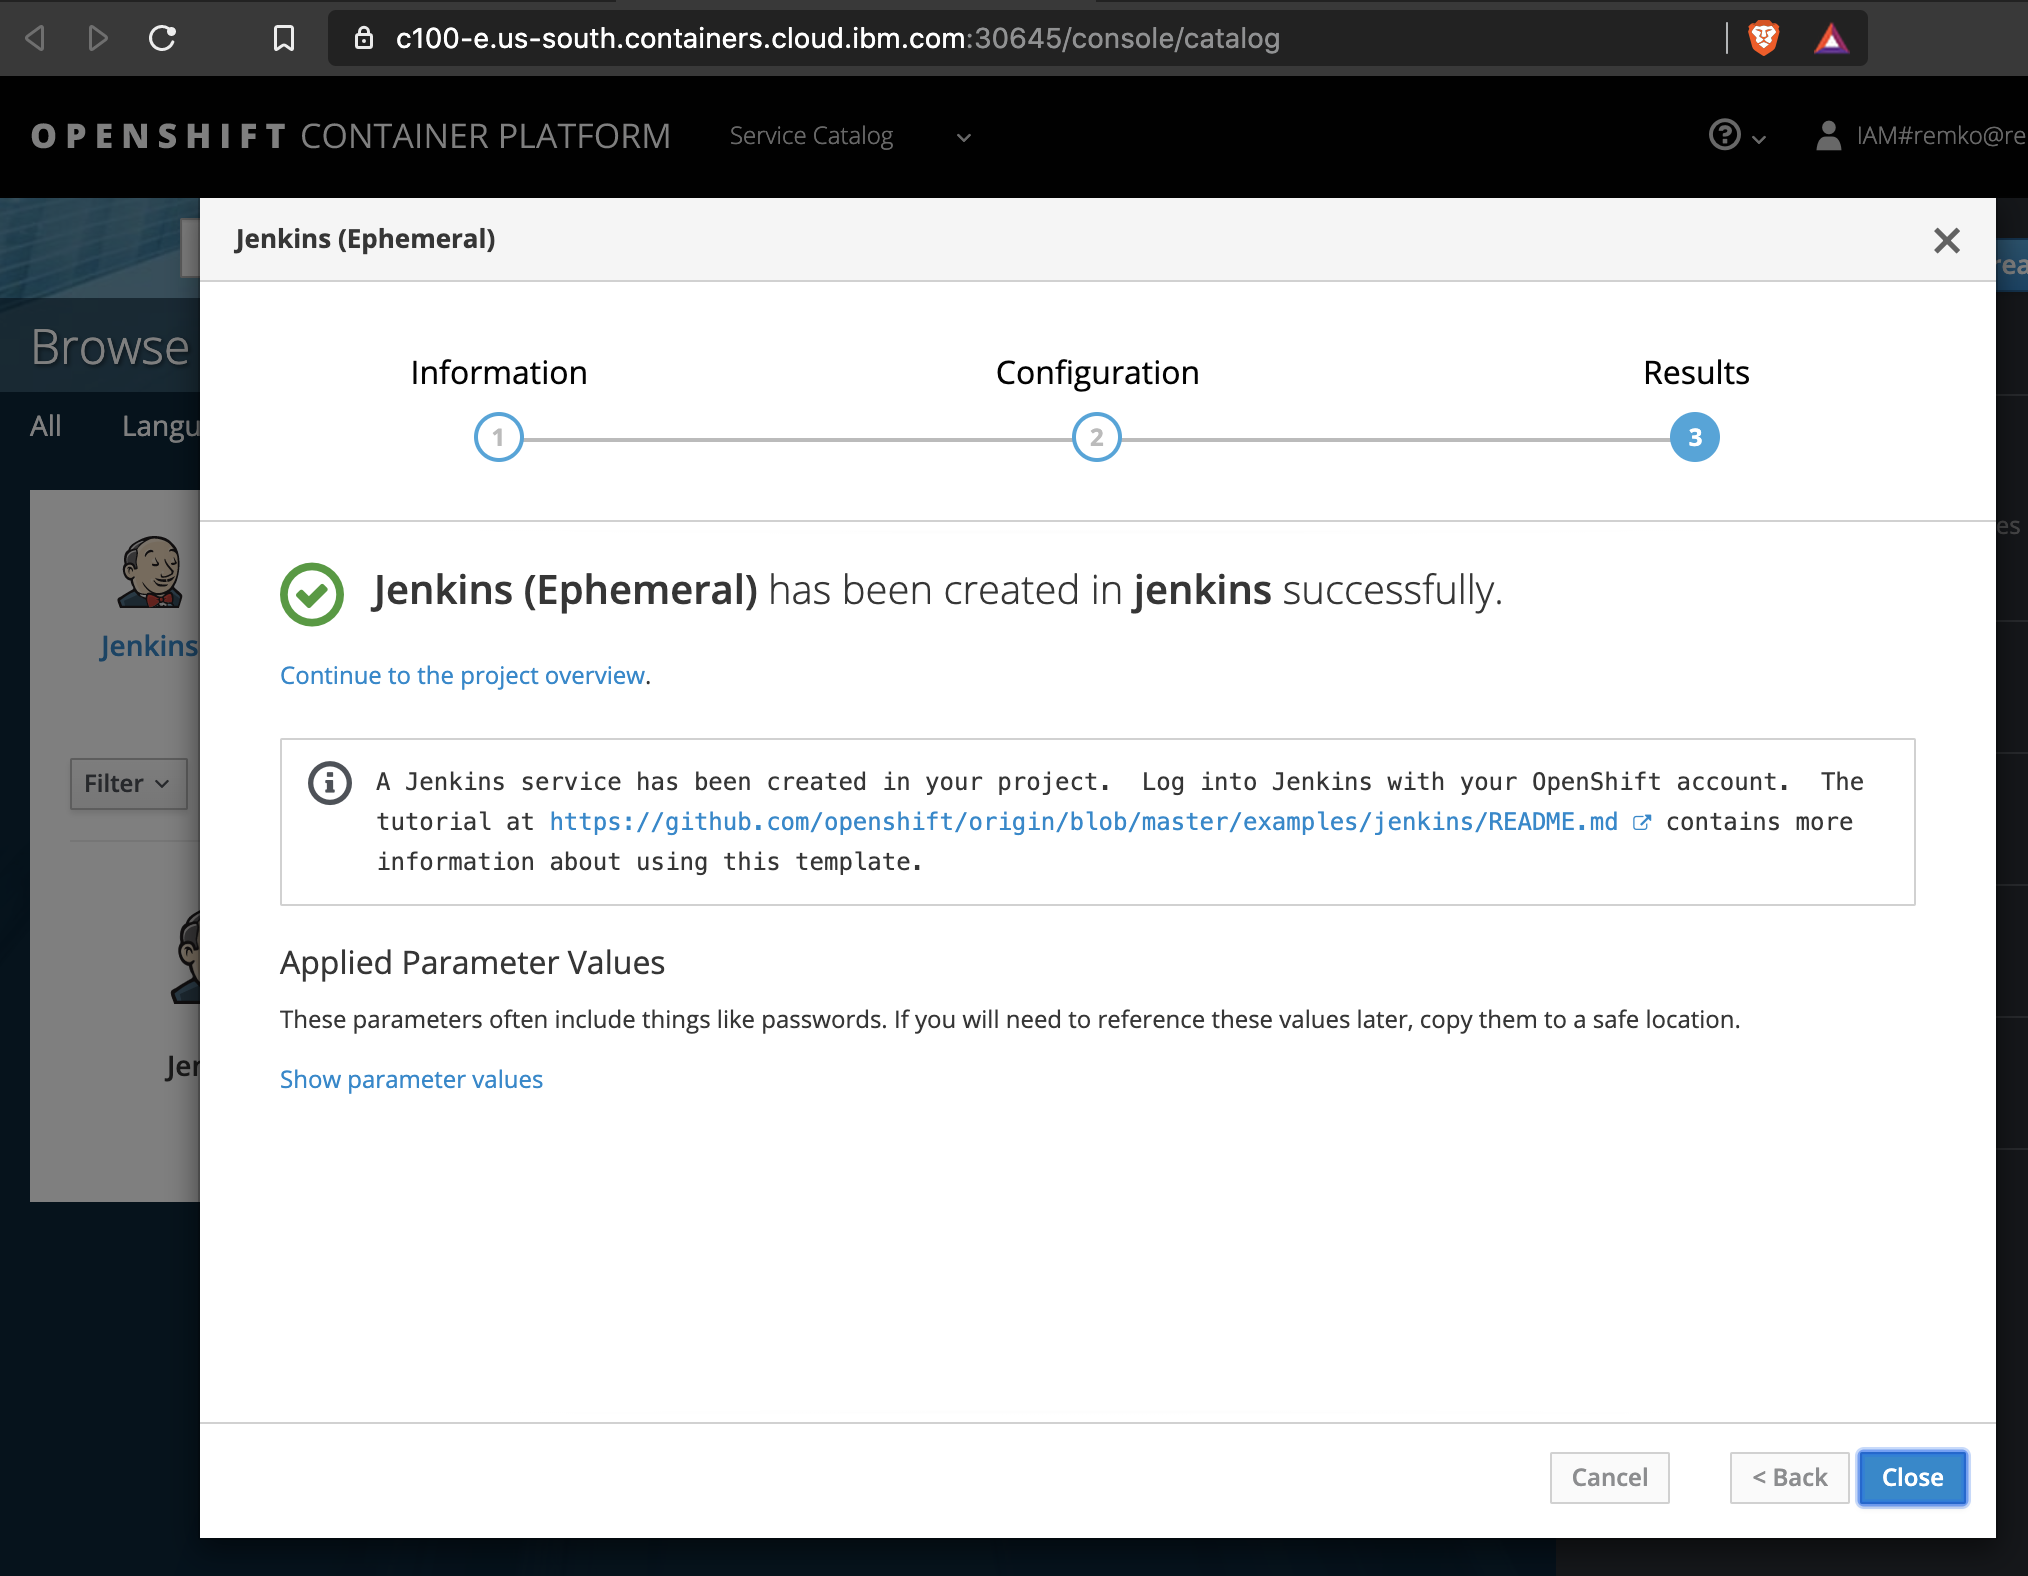 c100-e.us-south.containers.cloud.ibm.com:30645/console/catalog
OPENSHIFT CONTAINER PLATFORM
Service Catalog
IAM#remko@re
Jenkins (Ephemeral)
Browse
All Langu
Information
Configuration
Results
1
2
3
Jenkins
Filter
Jenkins (Ephemeral) has been created in jenkins successfully.
Continue to the project overview.
A Jenkins service has been created in your project. Log into Jenkins with your OpenShift account. The
tutorial at https://github.com/openshift/origin/blob/master/examples/jenkins/README.md contains more
information about using this template.
Applied Parameter Values
These parameters often include things like passwords. If you will need to reference these values later, copy them to a safe location.
Show parameter values
Jer
Cancel
< Back
Close